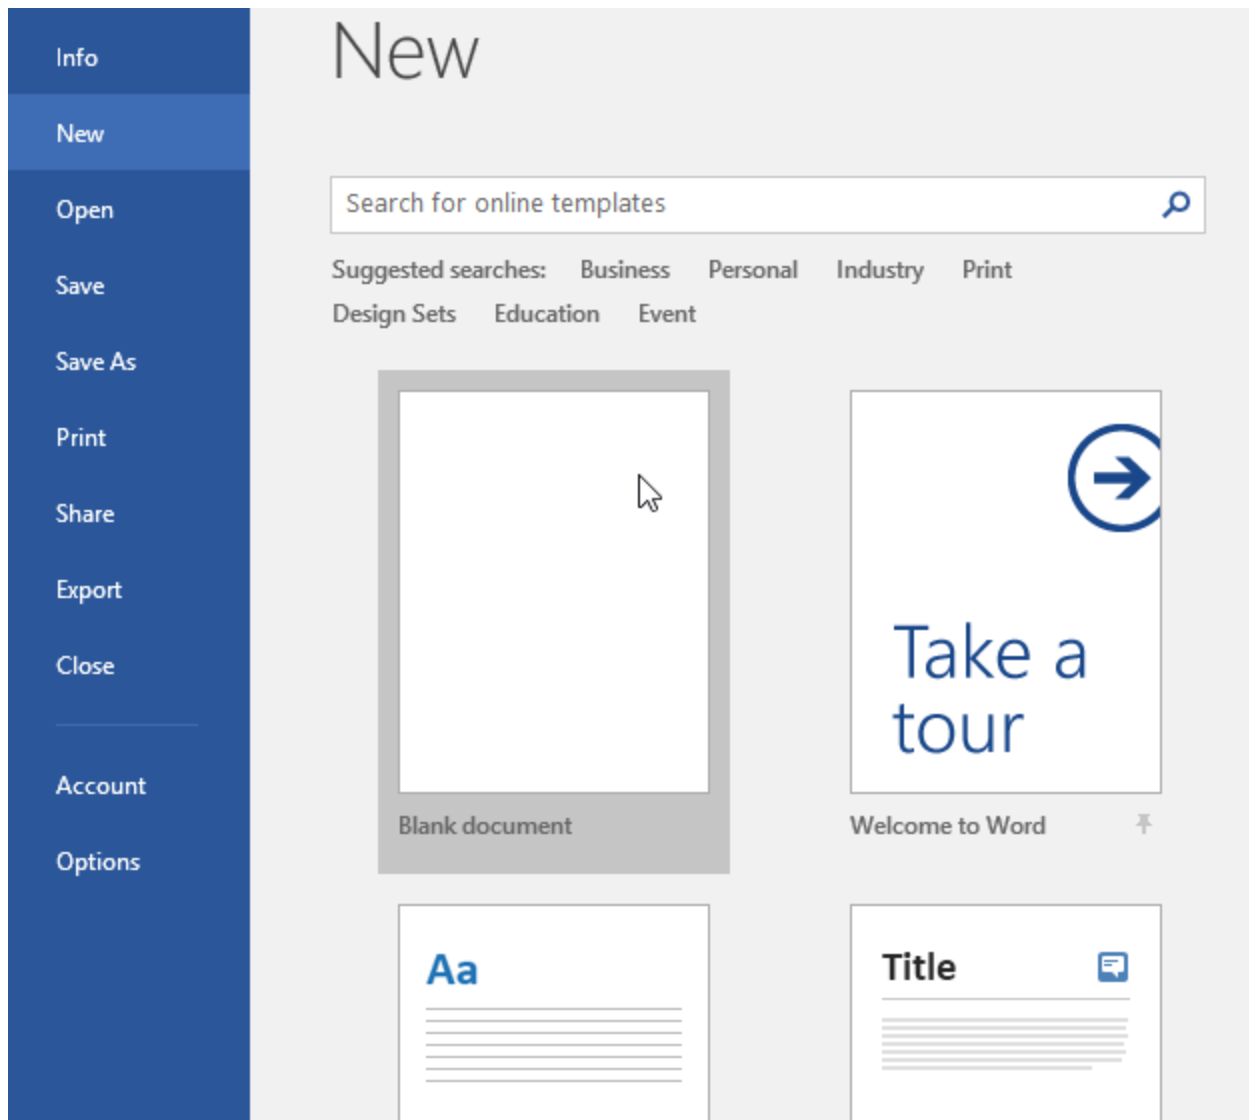 Info
New
Open
Save
Save As
Print
Share
Export
Close
Account
Options
New
Search for online templates
Suggested searches: Business Personal Industry Print
Design Sets Education Event
Take a
tour
Blank document
Welcome to Word
Aa
Title